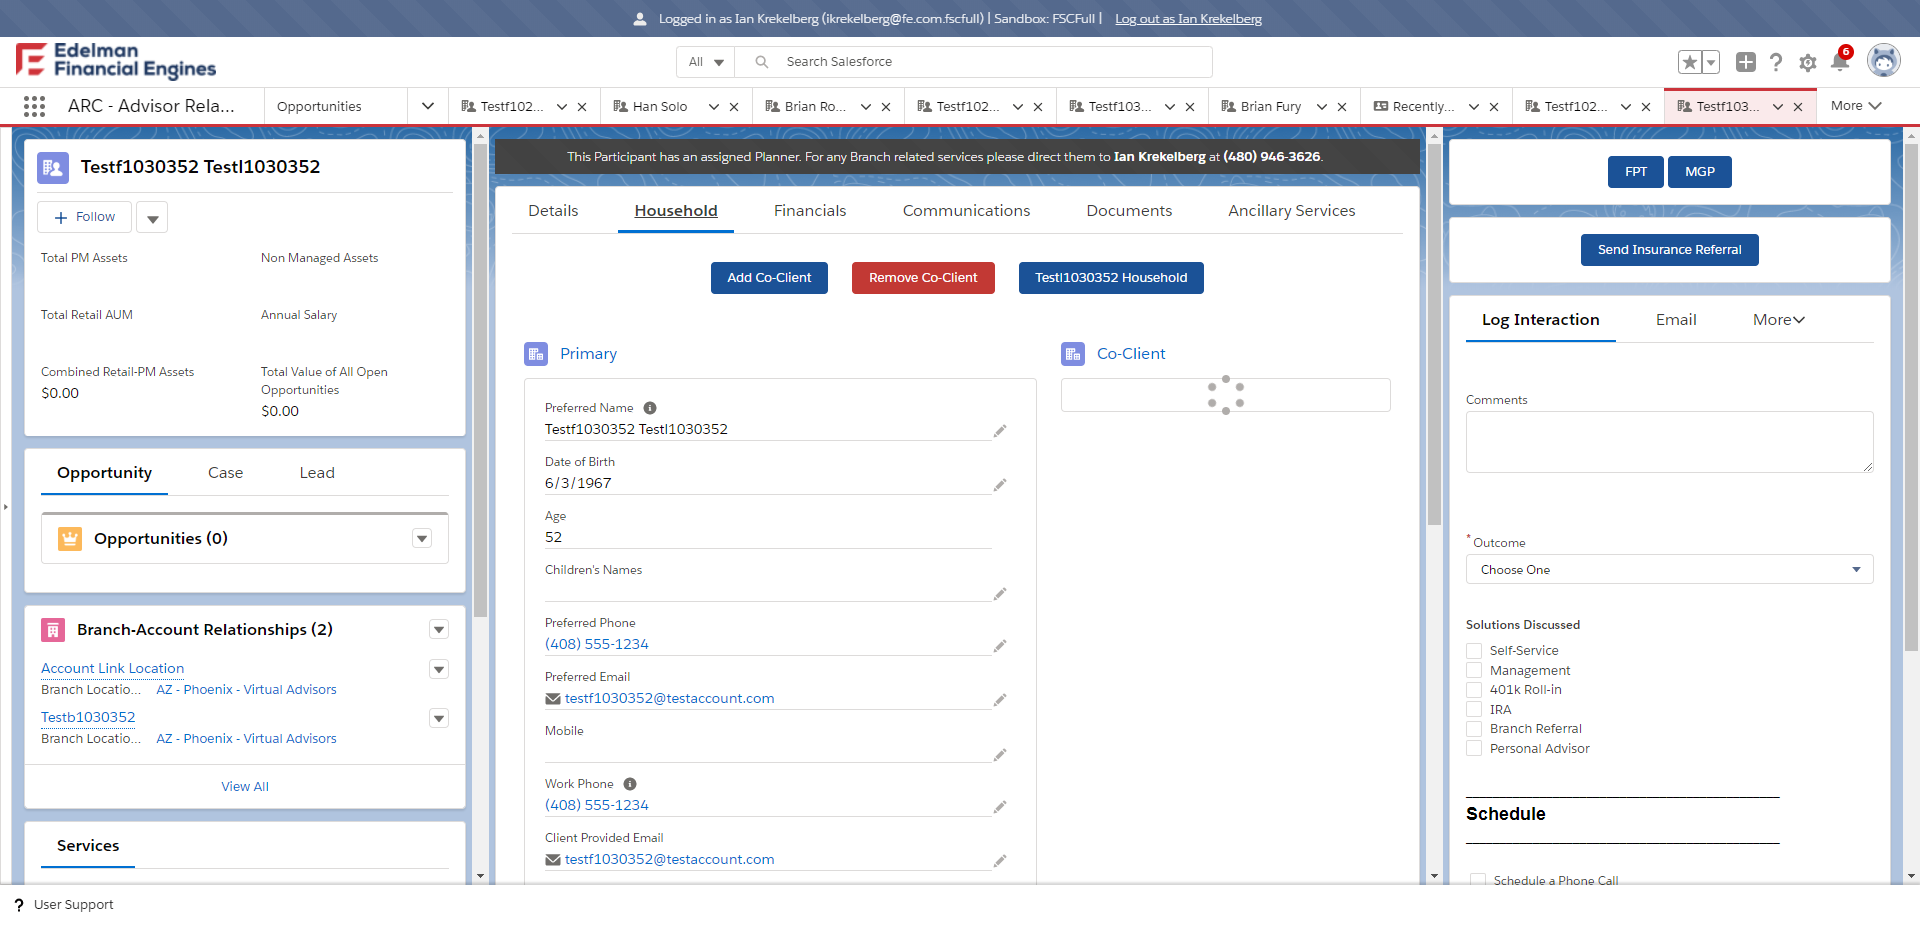 Logged in as Ian Krekelberg (ikrekelberg@fe.com.fscfull) | Sandbox: FSCFull | Log out as Ian Krekelberg
Edelman
Financial Engines
All
Search Salesforce
6
ARC - Advisor Rela...
Opportunities
Testf102...
Han Solo
Brian Ro...
Testf102...
Testf103...
Brian Fury
Recently...
Testf102...
Testf103...
More
Testf1030352 Testl1030352
+ Follow
Total PM Assets
Non Managed Assets
Total Retail AUM
Annual Salary
Combined Retail-PM Assets
$0.00
Total Value of All Open
Opportunities
$0.00
Opportunity
Case
Lead
Opportunities (0)
Branch-Account Relationships (2)
Account Link Location
Branch Locatio... AZ - Phoenix - Virtual Advisors
Testb1030352
Branch Locatio... AZ - Phoenix - Virtual Advisors
View All
Services
This Participant has an assigned Planner. For any Branch related services please direct them to Ian Krekelberg at (480) 946-3626.
Details
Household
Financials
Communications
Documents
Ancillary Services
Add Co-Client
Remove Co-Client
Testl1030352 Household
Primary
Preferred Name
Testf1030352 Testl1030352
Date of Birth
6/3/1967
Age
52
Children's Names
Preferred Phone
(408) 555-1234
Preferred Email
testf1030352@testaccount.com
Mobile
Work Phone
(408) 555-1234
Client Provided Email
testf1030352@testaccount.com
Co-Client
FPT
MGP
Send Insurance Referral
Log Interaction
Email
More
Comments
*Outcome
Choose One
Solutions Discussed
Self-Service
Management
401k Roll-in
IRA
Branch Referral
Personal Advisor
Schedule
Schedule a Phone Call
? User Support